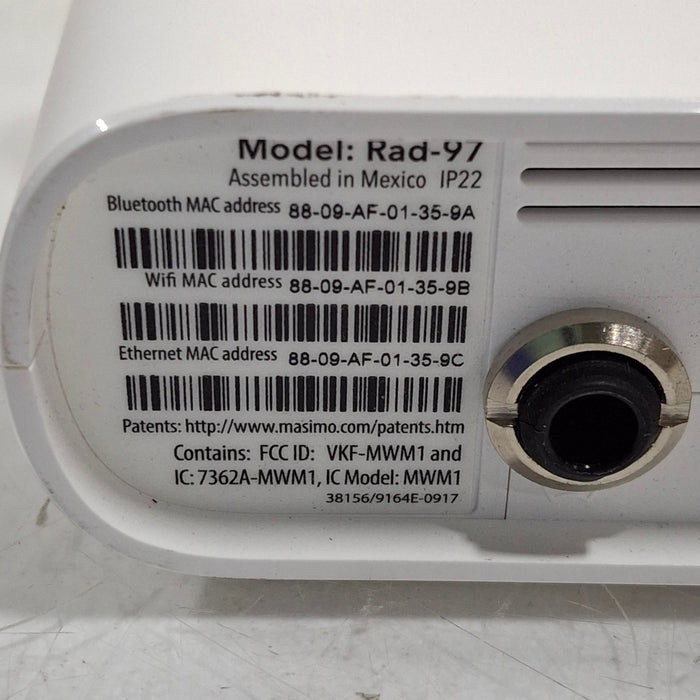 Model: Rad-97
Assembled in Mexico IP22
Bluetooth MAC address 88-09-AF-01-35-9A
Wifi MAC address 88-09-AF-01-35-9B
Ethernet MAC address 88-09-AF-01-35-9C
Patents: http://www.masimo.com/patents.htm
Contains: FCC ID: VKF-MWM1 and
IC: 7362A-MWM1, IC Model: MWM1
38156/9164E-0917